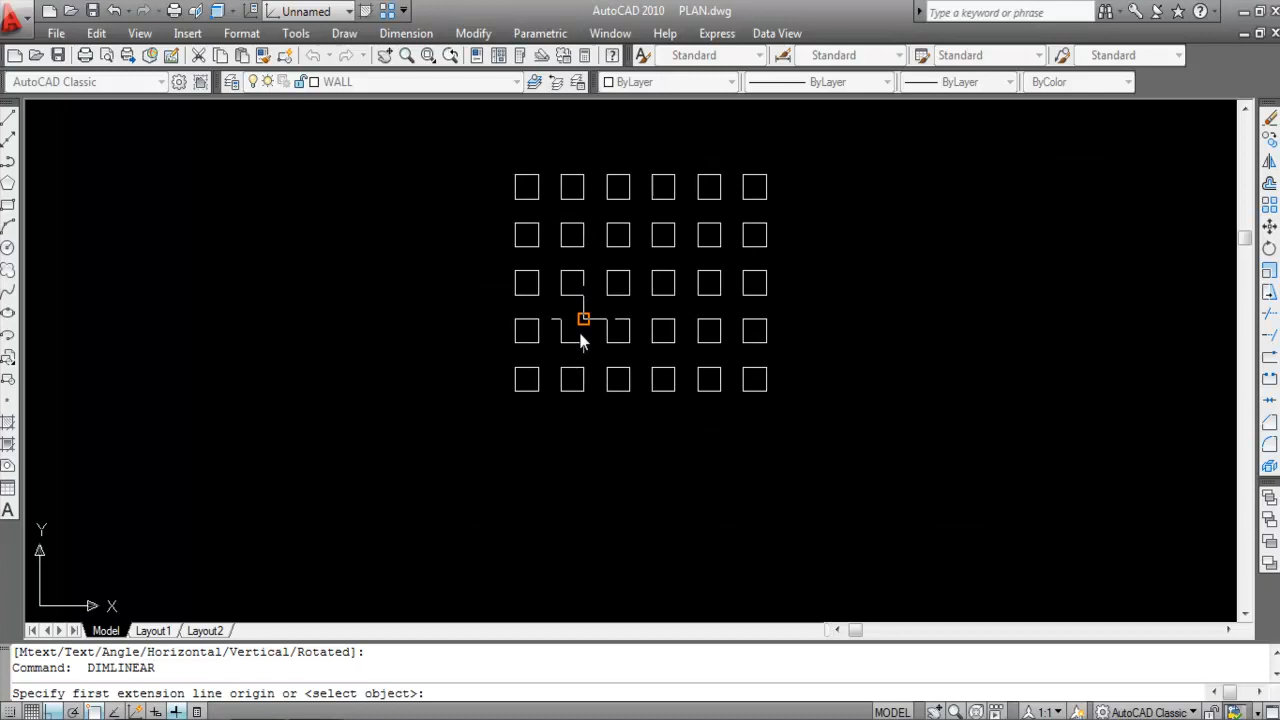 Unnamed
AutoCAD 2010 PLAN.dwg
Type a keyword or phrase
File Edit View Insert Format Tools Draw Dimension Modify Parametric Window Help Express Data View
Standard Standard Standard Standard
AutoCAD Classic WALL ByLayer ByLayer ByLayer ByColor
Y
X
Model Layout1 Layout2
[Mtext/Text/Angle/Horizontal/Vertical/Rotated]:
Command: DIMLINEAR
Specify first extension line origin or <select object>:
MODEL 1:1 AutoCAD Classic